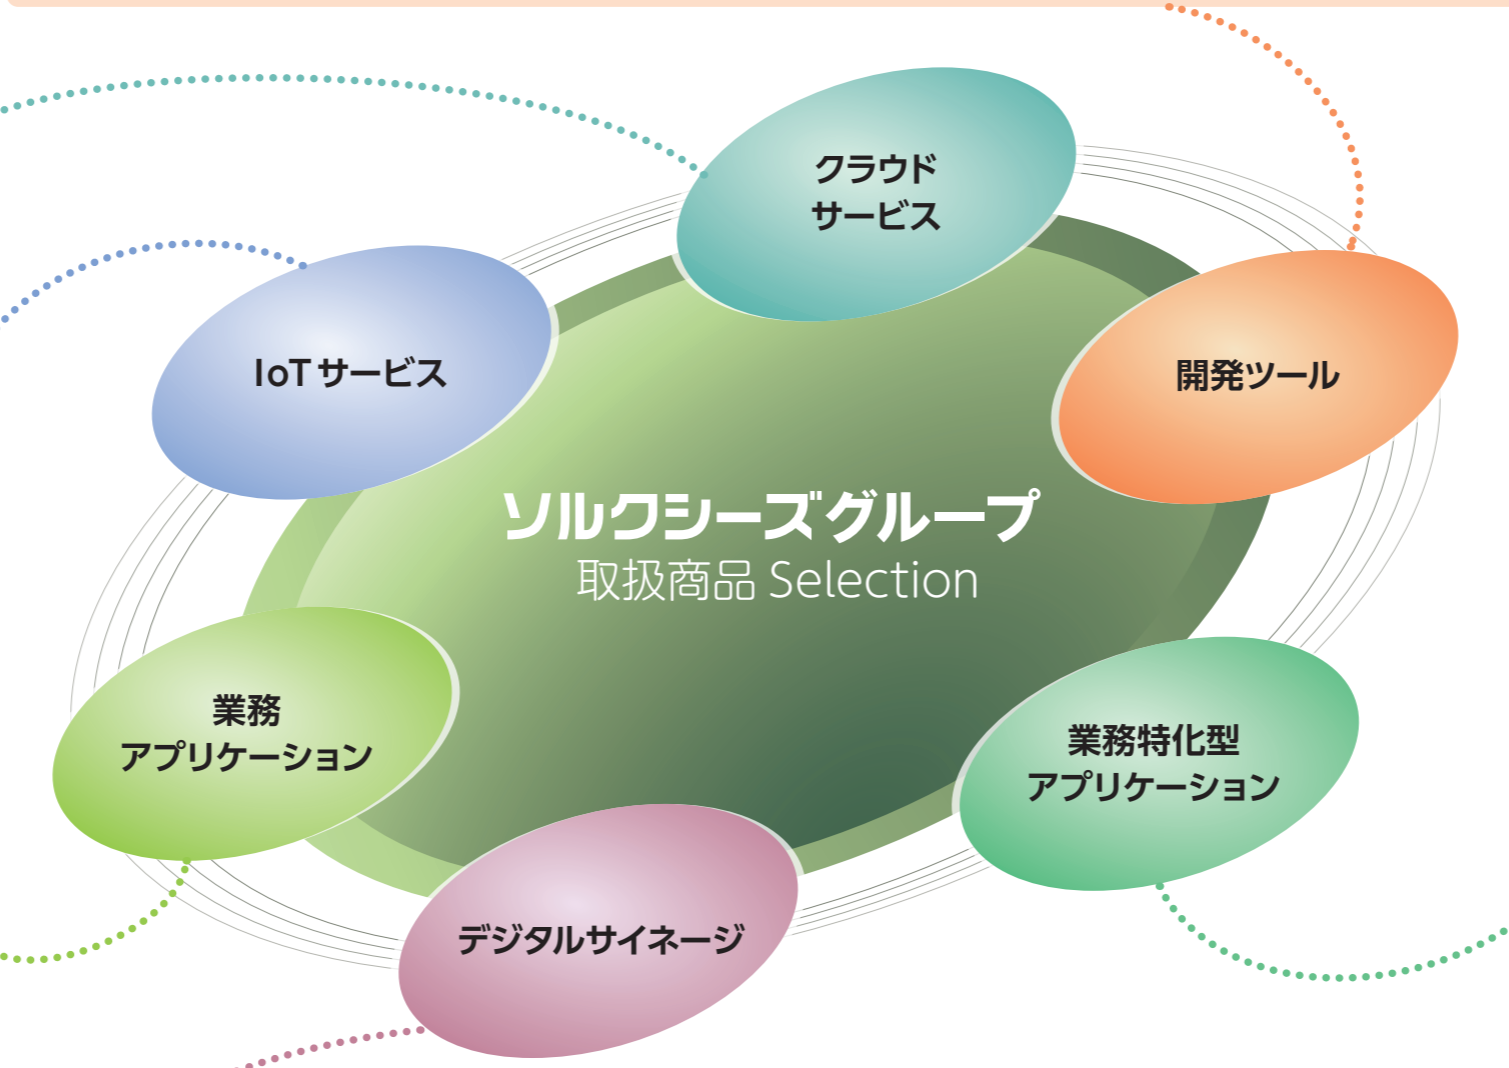 クラウド
サービス
IoTサービス
開発ツール
ソルクシーズグループ
取扱商品 Selection
業務
アプリケーション
業務特化型
アプリケーション
デジタルサイネージ